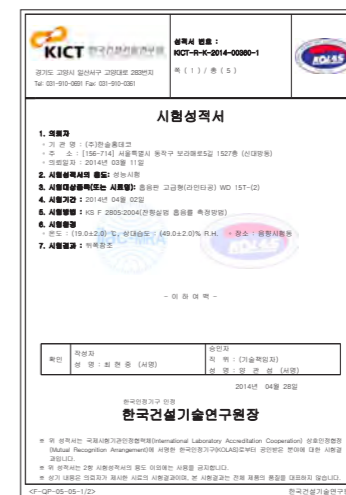 KICT 한국건설기술연구원
경기도 고양시 일산서구 고양대로 283번지
Tel: 031-910-0691 Fax: 031-910-0361
성적서 번호 :
KICT-R-K-2014-00360-1
쪽 ( 1 ) / 총 ( 5 )
KOLAS
시험성적서
1. 의뢰자
◦ 기 관 명 : (주)한솔홈데코
◦ 주 소 : [156-714] 서울특별시 동작구 보라매로5길 1527층 (신대방동)
◦ 의뢰일자 : 2014년 03월 11일
2. 시험성적서의 용도: 성능시험
3. 시험대상품목(또는 시료명): 흡음판 고급형(라인타공) WD 15T-(2)
4. 시험기간 : 2014년 04월 02일
5. 시험방법 : KS F 2805:2004(잔향실법 흡음률 측정방법)
6. 시험환경
◦ 온도 : (19.0±2.0) ℃, 상대습도 : (49.0±2.0)% R.H. ◦ 장소 : 음향시험동
7. 시험결과 : 뒤쪽참조
- 이 하 여 백 -
확인
작성자
성 명 : 최 현 중 (서명)
승인자
직 위 : (기술책임자)
성 명 : 양 관 섭 (서명)
2014년 04월 28일
한국인정기구 인정
한국건설기술연구원장
※ 위 성적서는 국제시험기관인정협력체(International Laboratory Accreditation Cooperation) 상호인정협정
(Mutual Recognition Arrangement)에 서명한 한국인정기구(KOLAS)로부터 공인받은 분야에 대한 시험결
과입니다.
※ 위 성적서는 2항 시험성적서의 용도 이외에는 사용을 금지합니다.
※ 상기 내용은 의뢰자가 제시한 시료의 시험결과이며, 본 시험결과는 전체 제품의 품질을 대표하지 않습니다.
<F-QP-05-05-1/2>
한국건설기술연구원